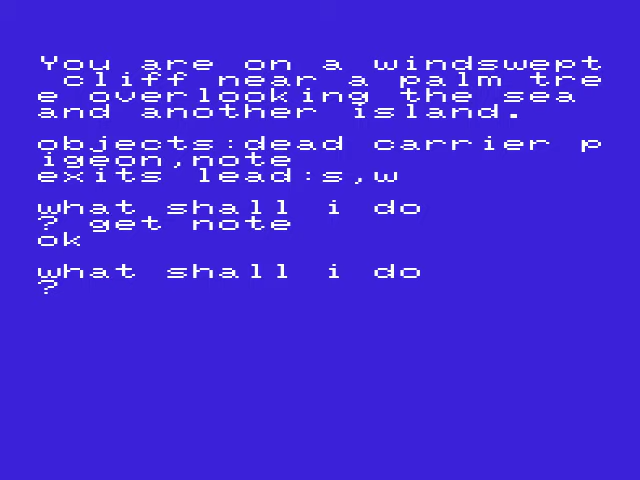 You are on a windswept
cliff near a palm tre
e overlooking the sea
and another island.
objects:dead carrier p
igeon,note
exits lead:s,w
what shall i do
? get note
ok
what shall i do
?